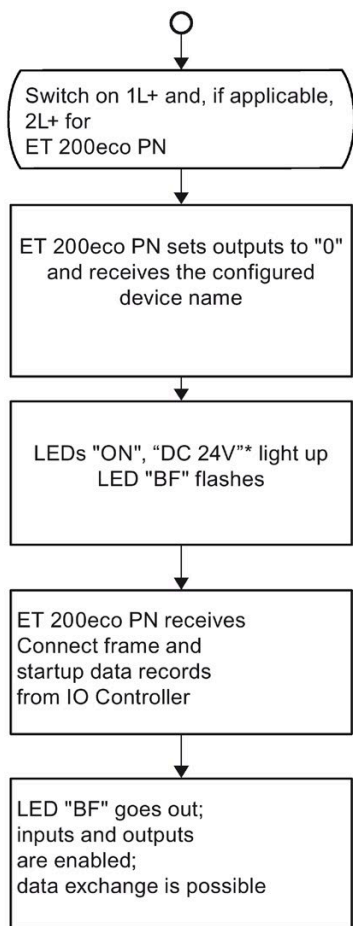 Switch on 1L+ and, if applicable,
2L+ for
ET 200eco PN
ET 200eco PN sets outputs to "0"
and receives the configured
device name
LEDs "ON", “DC 24V”* light up
LED "BF" flashes
ET 200eco PN receives
Connect frame and
startup data records
from IO Controller
LED "BF" goes out;
inputs and outputs
are enabled;
data exchange is possible